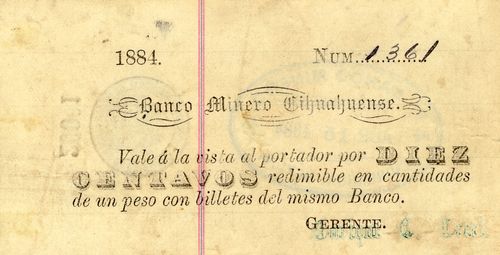 1884. NUM. 1361
Banco Minero Cihuahuense.
Vale á la vista al portador por DIEZ
CENTAVOS redimible en cantidades
de un peso con billetes del mismo Banco.
GERENTE.